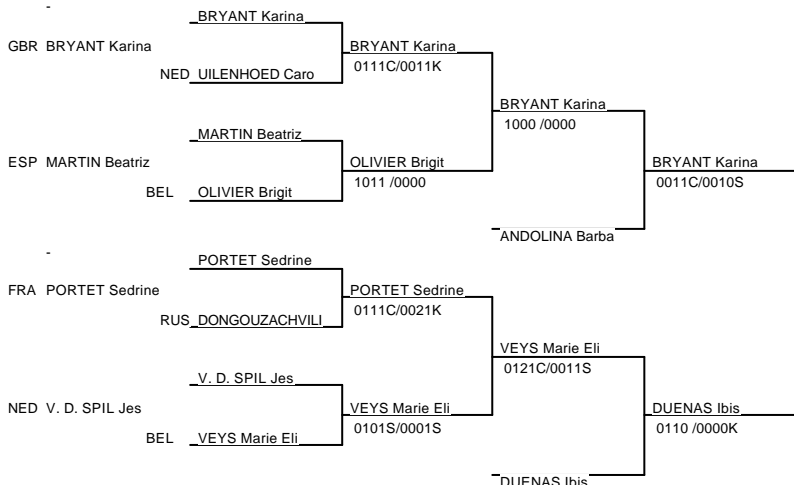 -
BRYANT Karina
GBR BRYANT Karina
BRYANT Karina
0111C/0011K
NED UILENHOED Caro
BRYANT Karina
1000 /0000
MARTIN Beatriz
ESP MARTIN Beatriz
OLIVIER Brigit
1011 /0000
BRYANT Karina
0011C/0010S
BEL OLIVIER Brigit
ANDOLINA Barba
-
PORTET Sedrine
FRA PORTET Sedrine
PORTET Sedrine
0111C/0021K
RUS DONGOUZACHVILI
VEYS Marie Eli
0121C/0011S
V. D. SPIL Jes
NED V. D. SPIL Jes
VEYS Marie Eli
0101S/0001S
DUENAS Ibis
0110 /0000K
BEL VEYS Marie Eli
DUENAS Ibis